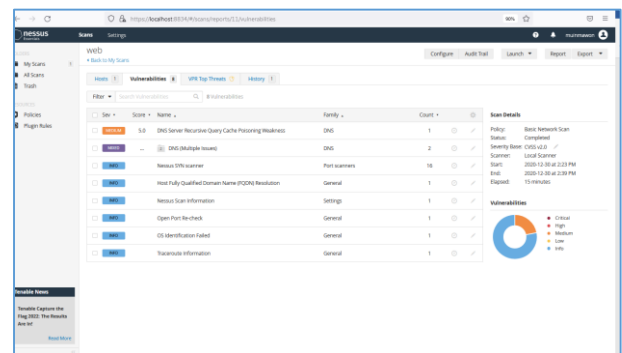 https://localhost:8834/#/scans/reports/11/vulnerabilities
90%
nessus
Essentials
Scans
Settings
muinmawon
web
Configure
Audit Trail
Launch
Report
Export
Back to My Scans
My Scans
All Scans
Trash
Policies
Plugin Rules
Hosts 1
Vulnerabilities 8
VPR Top Threats
History 1
Filter
Search Vulnerabilities
8 Vulnerabilities
Sev Score Name Family Count
MEDIUM 5.0 DNS Server Recursive Query Cache Poisoning Weakness DNS 1
MIXED ... DNS (Multiple Issues) DNS 2
INFO Nessus SYN scanner Port scanners
INFO Host Fully Qualified Domain Name (FQDN) Resolution General 1
INFO Nessus Scan Information Settings 1
INFO Open Port Re-check General 1
INFO OS Identification Failed General 1
INFO Traceroute Information General 1
Scan Details
Policy: Basic Network Scan
Status: Completed
Severity Base: CVSS v2.0
Scanner: Local Scanner
Start: 2020-12-30 at 2:23 PM
End: 2020-12-30 at 2:39 PM
Elapsed: 15 minutes
Vulnerabilities
Critical
High
Medium
Low
Info
Tenable News
Tenable Capture the
Flag 2022: The Results
Are In!
Read More